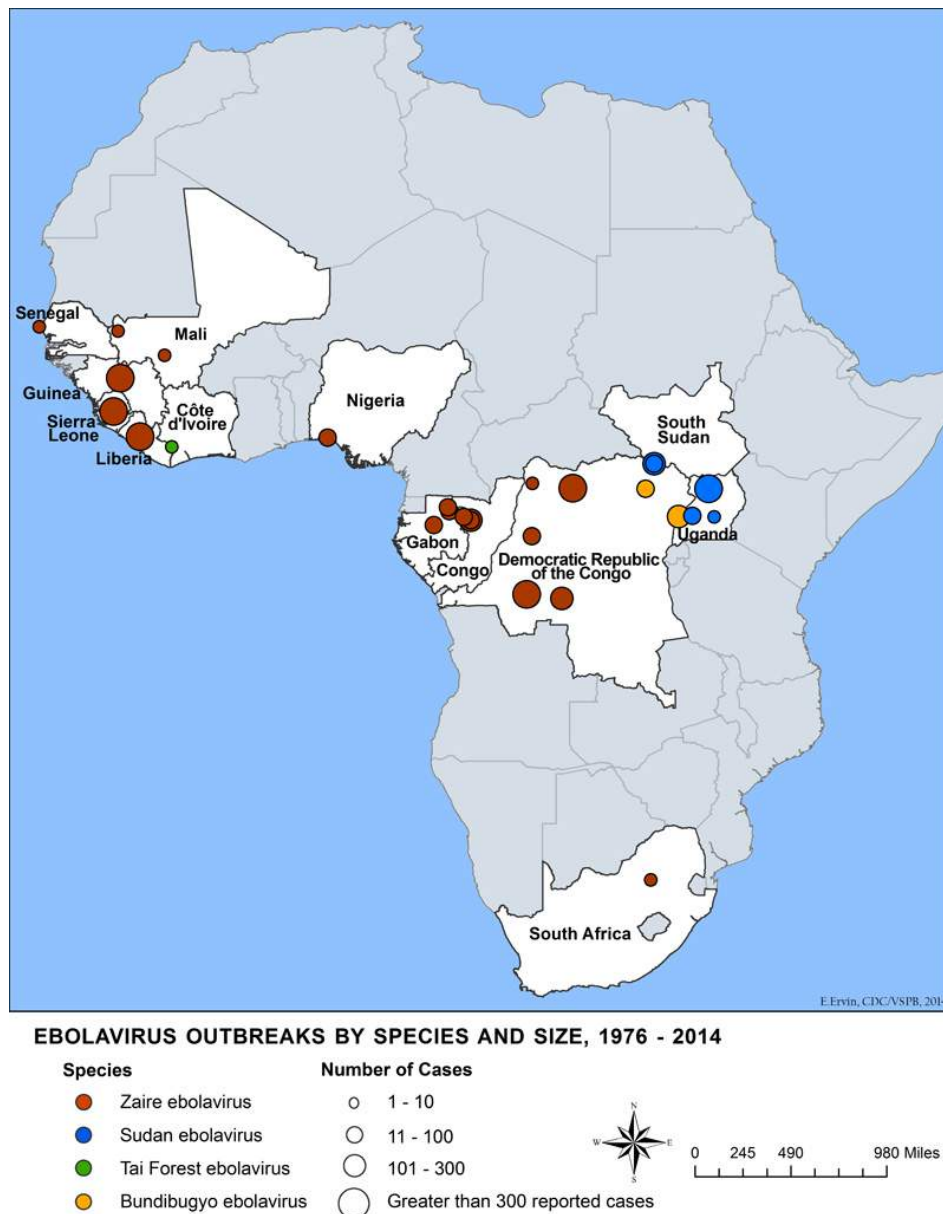 Senegal
Mali
Guinea
Sierra
Leone
Côte
d'Ivoire
Liberia
Nigeria
South
Sudan
Uganda
Gabon
Congo
Democratic Republic
of the Congo
South Africa
E.Ervin, CDC/VSPB, 2014
EBOLAVIRUS OUTBREAKS BY SPECIES AND SIZE, 1976 - 2014
Species
Zaire ebolavirus
Sudan ebolavirus
Tai Forest ebolavirus
Bundibugyo ebolavirus
Number of Cases
1 - 10
11 - 100
101 - 300
Greater than 300 reported cases
N
W E
S
0 245 490 980 Miles